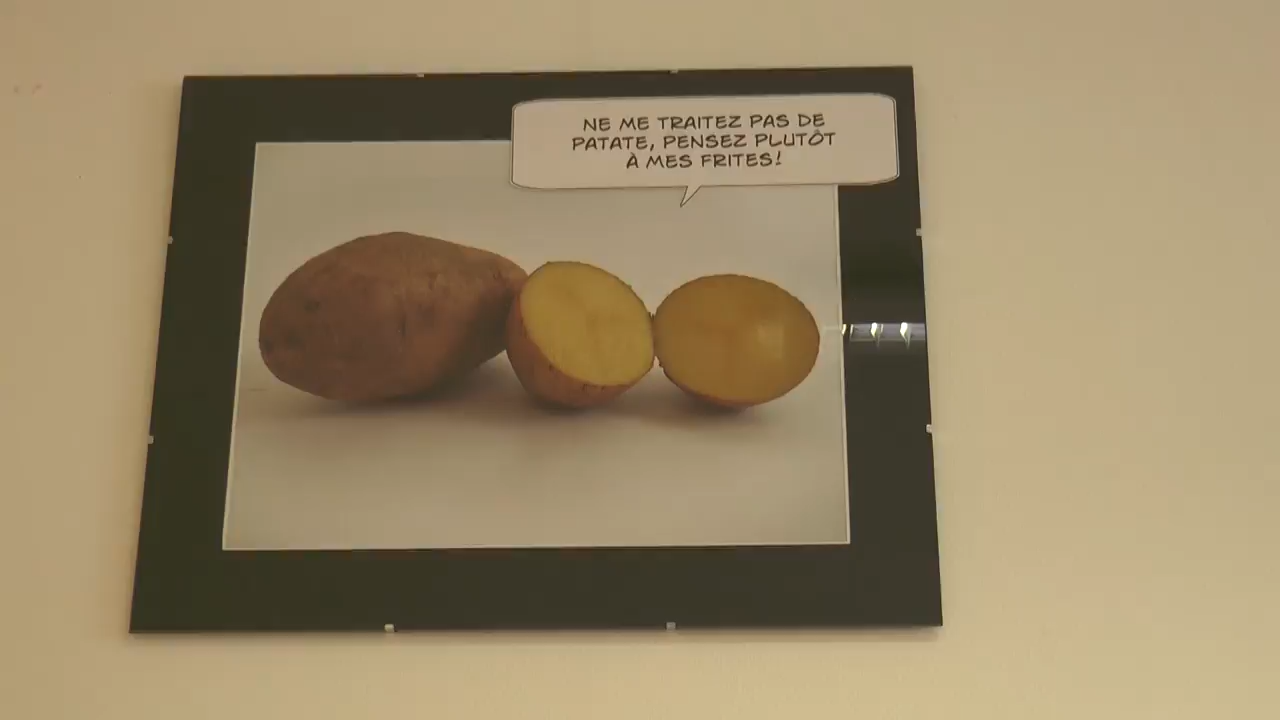 NE ME TRAITEZ PAS DE
PATATE, PENSEZ PLUTÔT
À MES FRITES!